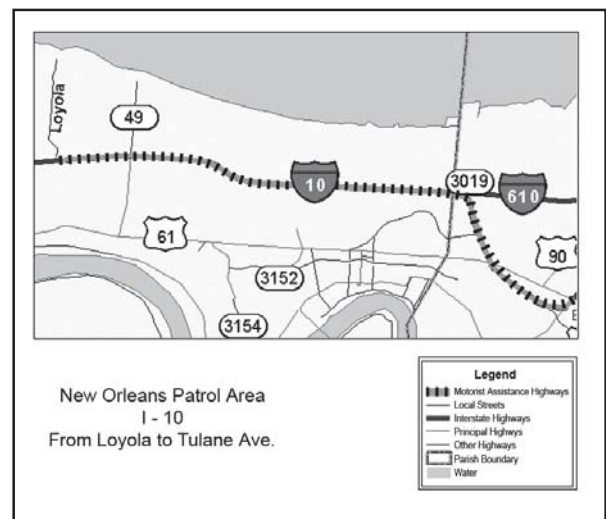 Loyola
49
10
3019
610
61
90
3152
3154
New Orleans Patrol Area
I - 10
From Loyola to Tulane Ave.
Legend
Motorist Assistance Highways
Local Streets
Interstate Highways
Principal Highwys
Other Highways
Parish Boundary
Water